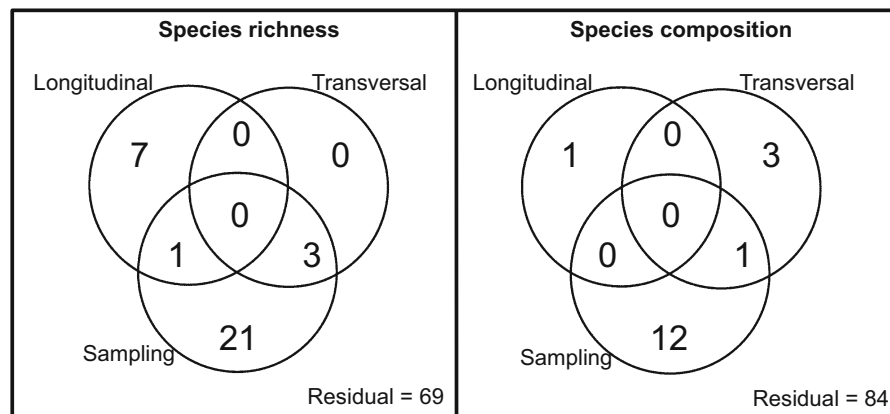 Species richness
Longitudinal
Transversal
0
7
0
0
1
3
21
Sampling
Residual = 69
Species composition
Longitudinal
Transversal
0
1
3
0
0
1
12
Sampling
Residual = 84